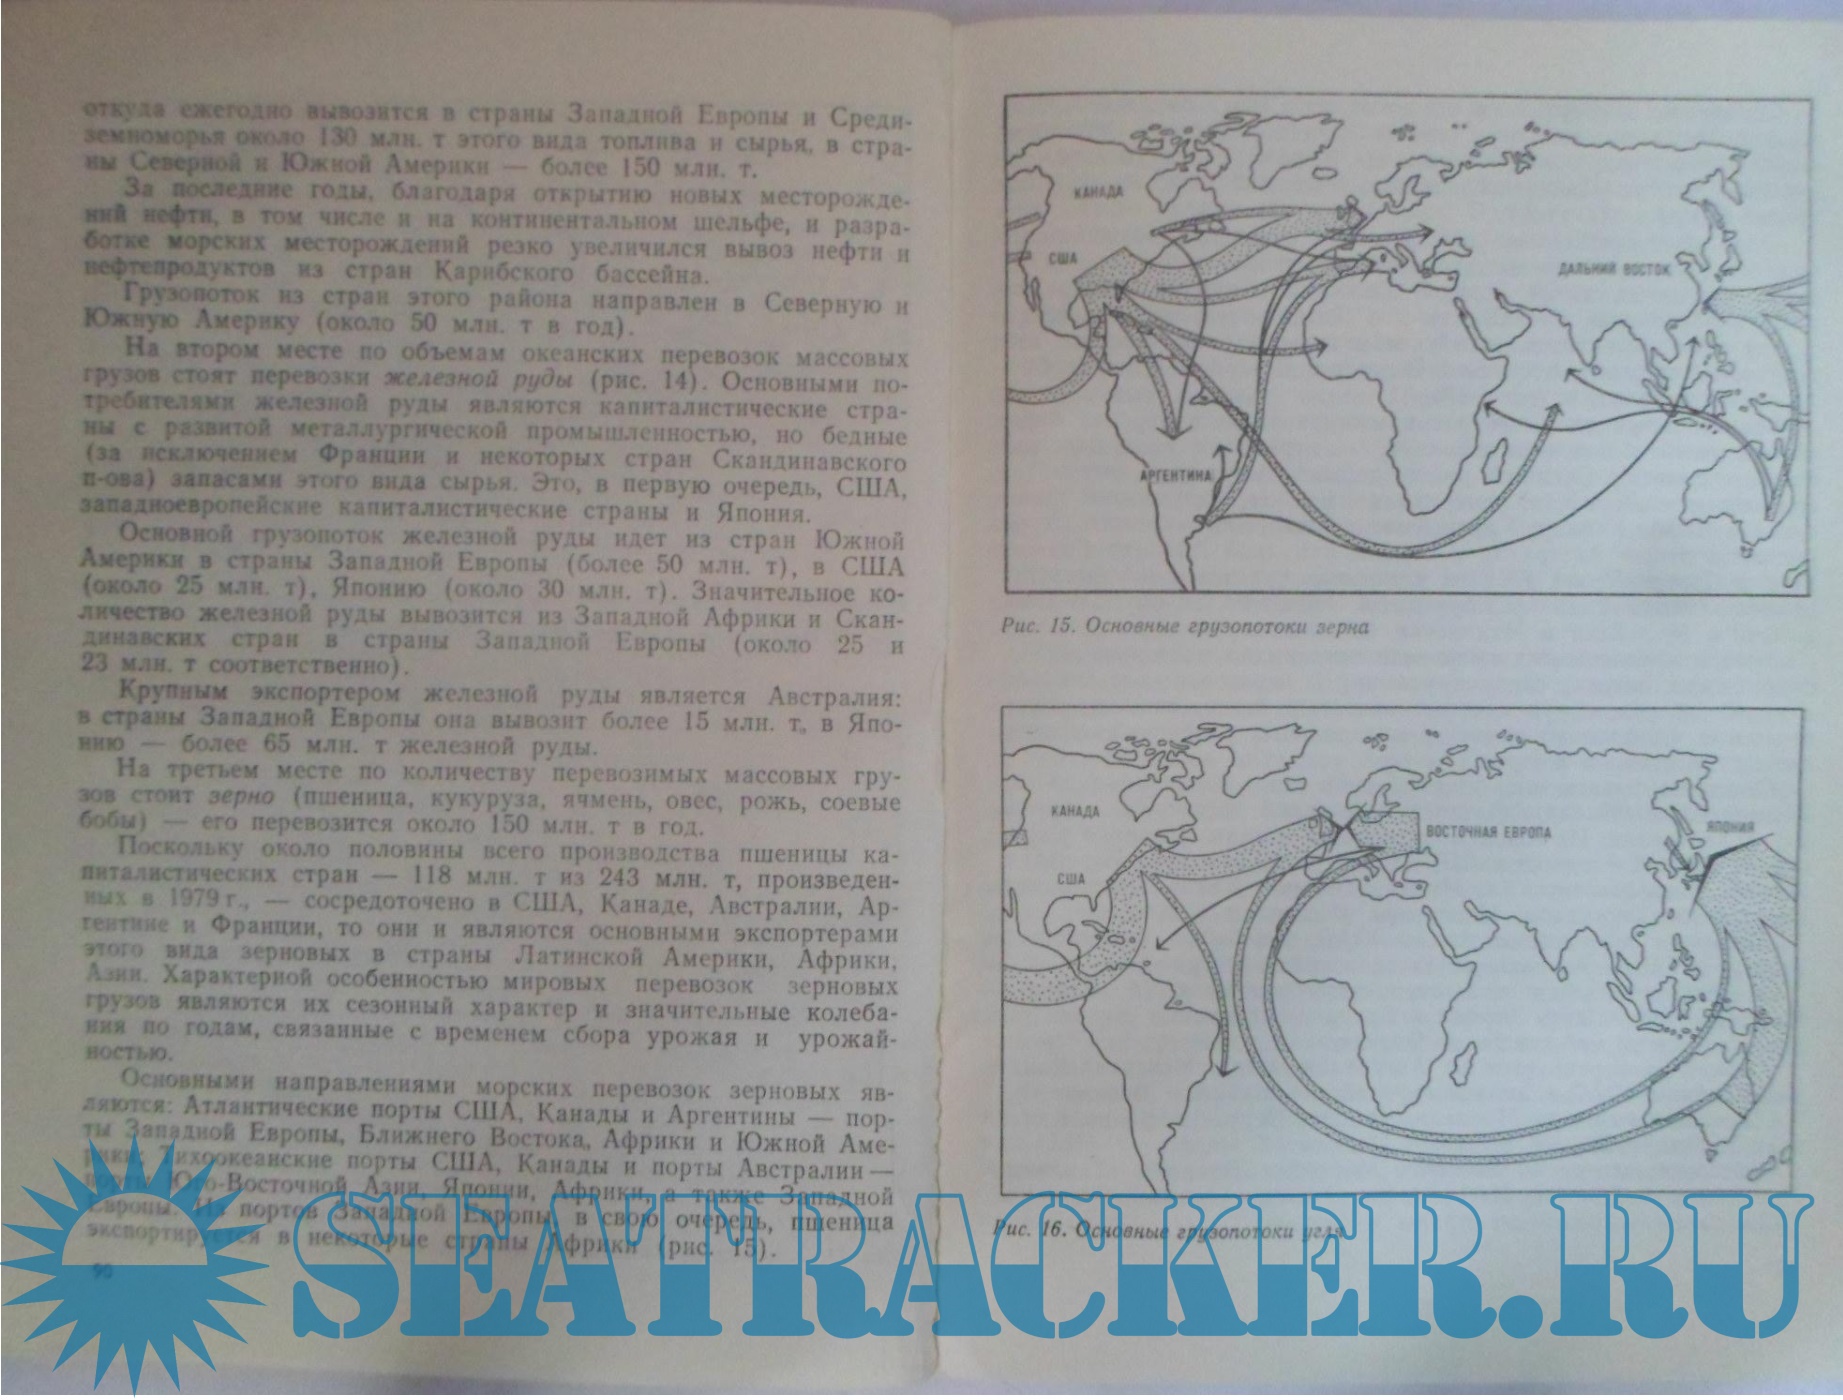 откуда ежегодно вывозится в страны Западной Европы и Среди-
земноморья около 130 млн. т этого вида топлива и сырья, в стра-
ны Северной и Южной Америки — более 150 млн. т.
За последние годы, благодаря открытию новых месторожде-
ний нефти, в том числе и на континентальном шельфе, и разра-
ботке морских месторождений резко увеличился вывоз нефти и
нефтепродуктов из стран Карибского бассейна.
Грузопоток из стран этого района направлен в Северную и
Южную Америку (около 50 млн. т в год).
На втором месте по объемам океанских перевозок массовых
грузов стоят перевозки железной руды (рис. 14). Основными по-
требителями железной руды являются капиталистические стра-
ны с развитой металлургической промышленностью, но бедные
(за исключением Франции и некоторых стран Скандинавского
п-ова) запасами этого вида сырья. Это, в первую очередь, США,
западноевропейские капиталистические страны и Япония.
Основной грузопоток железной руды идет из стран Южной
Америки в страны Западной Европы (более 50 млн. т), в США
(около 25 млн. т), Японию (около 30 млн. т). Значительное ко-
личество железной руды вывозится из Западной Африки и Скан-
динавских стран в страны Западной Европы (около 25 и
23 млн. т соответственно).
Крупным экспортером железной руды является Австралия:
в страны Западной Европы она вывозит более 15 млн. т, в Япо-
нию — более 65 млн. т железной руды.
На третьем месте по количеству перевозимых массовых гру-
зов стоит зерно (пшеница, кукуруза, ячмень, овес, рожь, соевые
бобы) — его перевозится около 150 млн. т в год.
Поскольку около половины всего производства пшеницы ка-
питалистических стран — 118 млн. т из 243 млн. т, произведен-
ных в 1979 г., — сосредоточено в США, Канаде, Австралии, Ар-
гентине и Франции, то они и являются основными экспортерами
этого вида зерновых в страны Латинской Америки, Африки,
Азии. Характерной особенностью мировых перевозок зерновых
грузов являются их сезонный характер и значительные колеба-
ния по годам, связанные с временем сбора урожая и урожай-
ностью.
Основными направлениями морских перевозок зерновых яв-
ляются: Атлантические порты США, Канады и Аргентины — пор-
ты Западной Европы, Ближнего Востока, Африки и Южной Аме-
рики; Тихоокеанские порты США, Канады и порты Австралии —
порты Юго-Восточной Азии, Японии, Африки, а также Западной
Европы. Из портов Западной Европы, в свою очередь, пшеница
экспортируется в некоторые страны Африки (рис. 15).
90
КАНАДА
США
ДАЛЬНИЙ ВОСТОК
АРГЕНТИНА
Рис. 15. Основные грузопотоки зерна
КАНАДА
США
ВОСТОЧНАЯ ЕВРОПА
ЯПОНИЯ
Рис. 16. Основные грузопотоки угля
SEATRACKER.RU